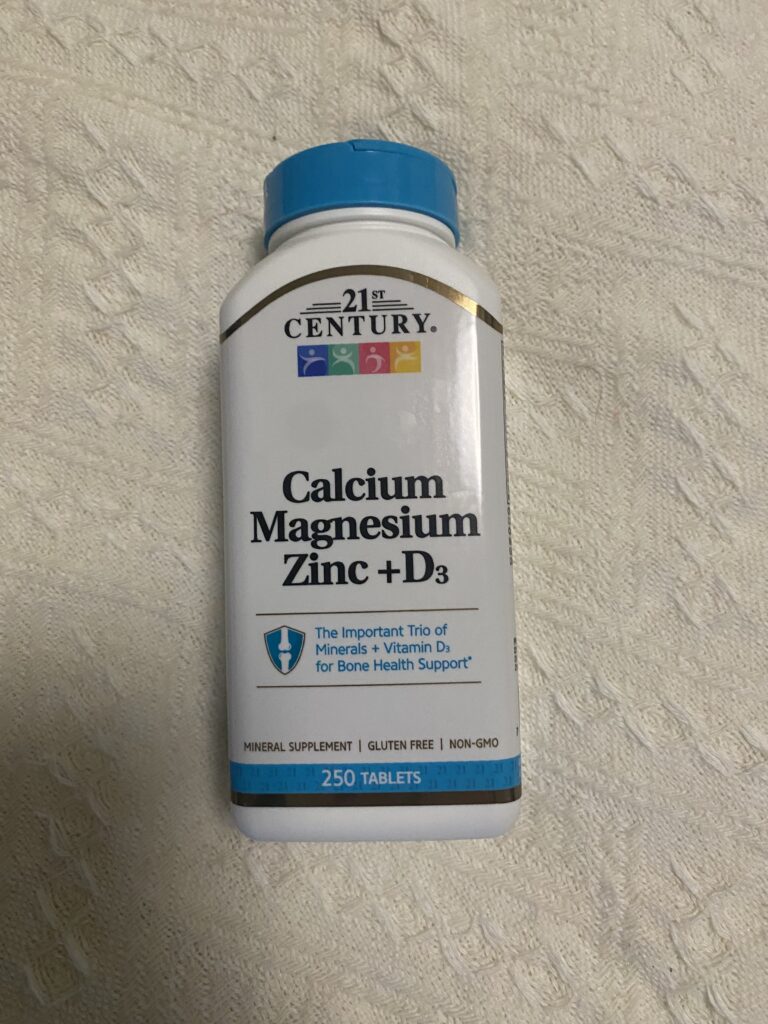 21ST
CENTURY®
Calcium
Magnesium
Zinc +D₃
The Important Trio of
Minerals + Vitamin D₃
for Bone Health Support*
MINERAL SUPPLEMENT | GLUTEN FREE | NON-GMO
250 TABLETS